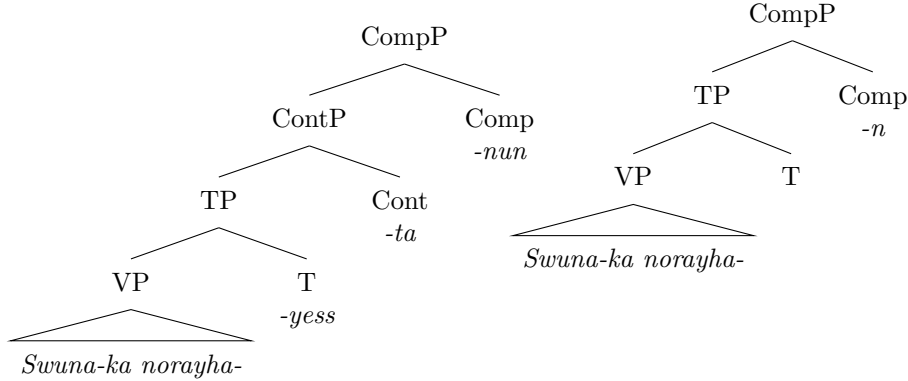 CompP
ContP Comp
-nun
TP Cont
-ta
VP T
-yess
Swuna-ka norayha-
CompP
TP Comp
-n
VP T
Swuna-ka norayha-